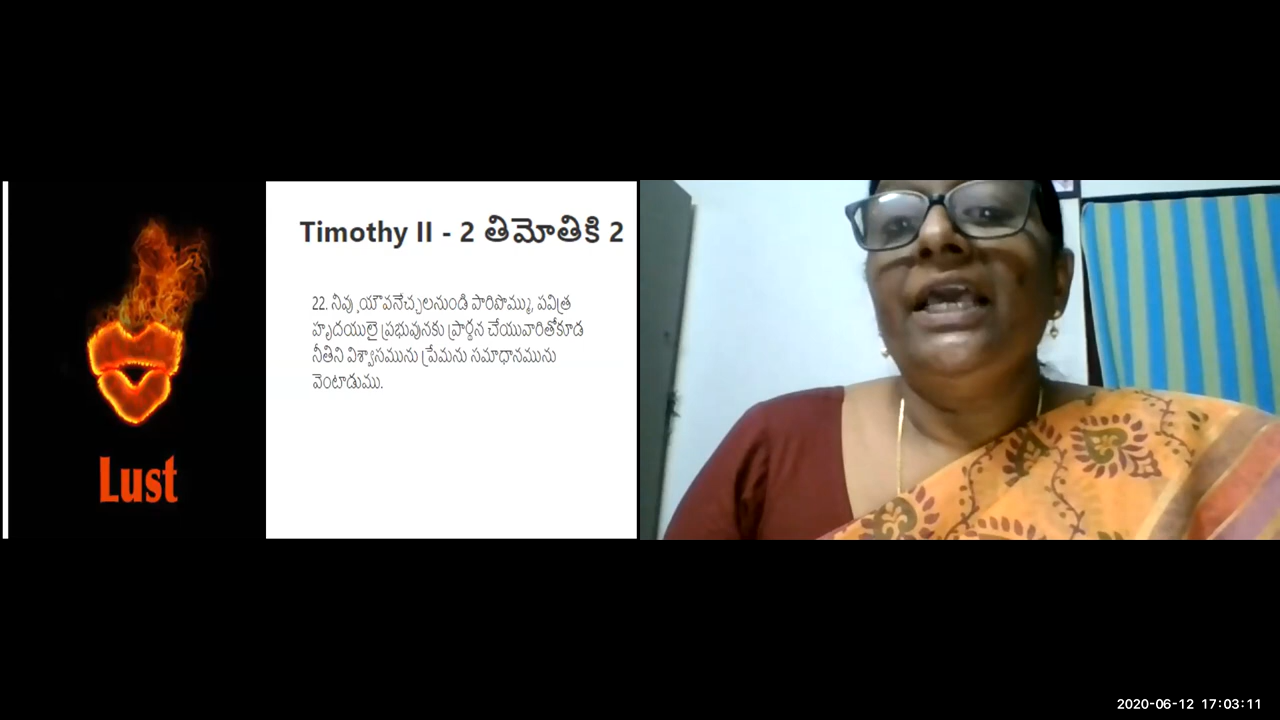 Lust
Timothy II - 2 తిమోతికి 2
22. నీవు యౌవనేచ్ఛలనుండి పారిపొమ్ము, పవిత్ర
హృదయులై ప్రభువునకు ప్రార్థన చేయువారితోకూడ
నీతిని విశ్వాసమును ప్రేమను సమాధానమును
వెంటాడుము.
2020-06-12 17:03:11